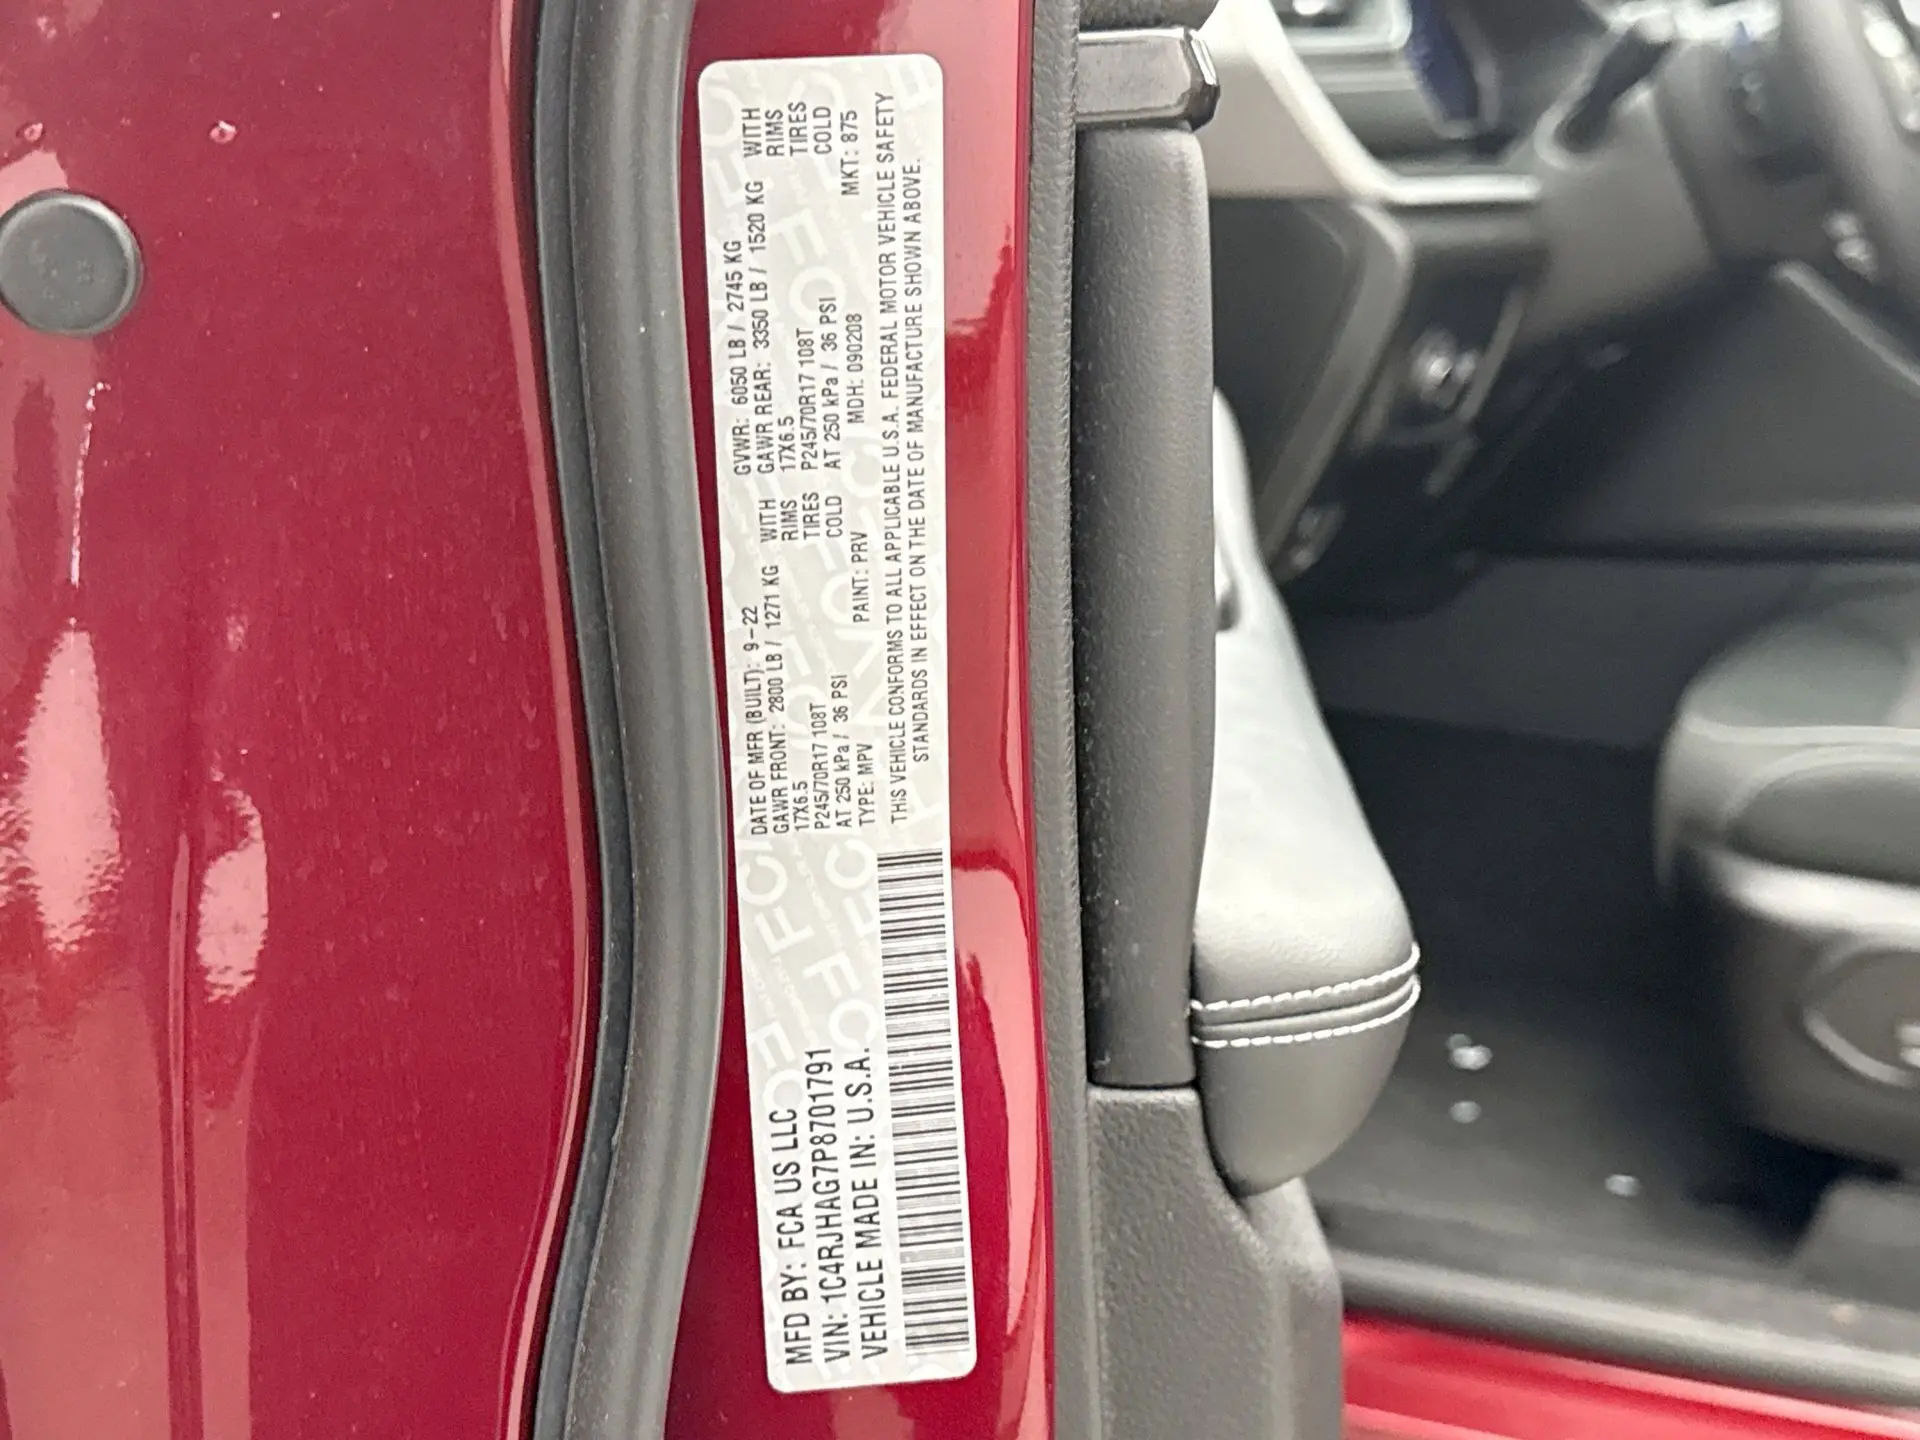 MFD BY: FCA US LLC
VIN: 1C4RJHAG7P8701791
VEHICLE MADE IN: U.S.A.
DATE OF MFR (BUILT): 9-22 GVWR: 6050 LB / 2745 KG
GAWR FRONT: 2800 LB / 1271 KG WITH GAWR REAR: 3350 LB / 1520 KG WITH
17X6.5 RIMS 17X6.5 RIMS
P245/70R17 108T TIRES P245/70R17 108T TIRES
AT 250 kPa / 36 PSI COLD AT 250 kPa / 36 PSI COLD
TYPE: MPV PAINT: PRV MDH: 090208 MKT: 875
THIS VEHICLE CONFORMS TO ALL APPLICABLE U.S.A. FEDERAL MOTOR VEHICLE SAFETY
STANDARDS IN EFFECT ON THE DATE OF MANUFACTURE SHOWN ABOVE.